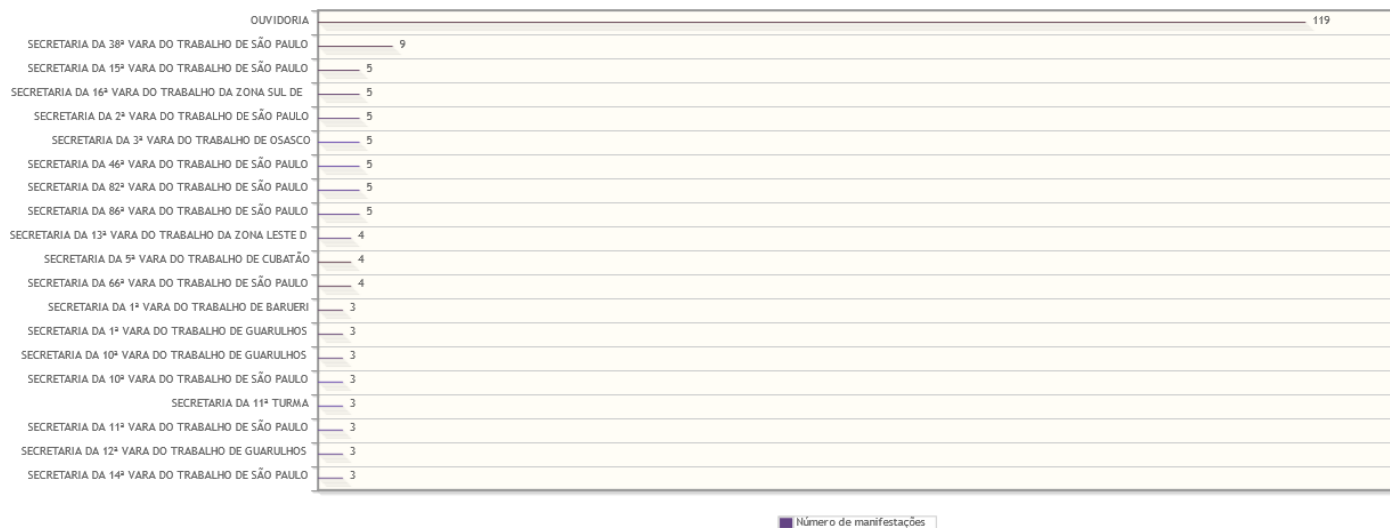 OUVIDORIA 119
SECRETARIA DA 38ª VARA DO TRABALHO DE SÃO PAULO 9
SECRETARIA DA 15ª VARA DO TRABALHO DE SÃO PAULO 5
SECRETARIA DA 16ª VARA DO TRABALHO DA ZONA SUL DE 5
SECRETARIA DA 2ª VARA DO TRABALHO DE SÃO PAULO 5
SECRETARIA DA 3ª VARA DO TRABALHO DE OSASCO 5
SECRETARIA DA 46ª VARA DO TRABALHO DE SÃO PAULO 5
SECRETARIA DA 82ª VARA DO TRABALHO DE SÃO PAULO 5
SECRETARIA DA 86ª VARA DO TRABALHO DE SÃO PAULO 5
SECRETARIA DA 13ª VARA DO TRABALHO DA ZONA LESTE D 4
SECRETARIA DA 5ª VARA DO TRABALHO DE CUBATÃO 4
SECRETARIA DA 66ª VARA DO TRABALHO DE SÃO PAULO 4
SECRETARIA DA 1ª VARA DO TRABALHO DE BARUERI 3
SECRETARIA DA 1ª VARA DO TRABALHO DE GUARULHOS 3
SECRETARIA DA 10ª VARA DO TRABALHO DE GUARULHOS 3
SECRETARIA DA 10ª VARA DO TRABALHO DE SÃO PAULO 3
SECRETARIA DA 11ª TURMA 3
SECRETARIA DA 11ª VARA DO TRABALHO DE SÃO PAULO 3
SECRETARIA DA 12ª VARA DO TRABALHO DE GUARULHOS 3
SECRETARIA DA 14ª VARA DO TRABALHO DE SÃO PAULO 3
Número de manifestações